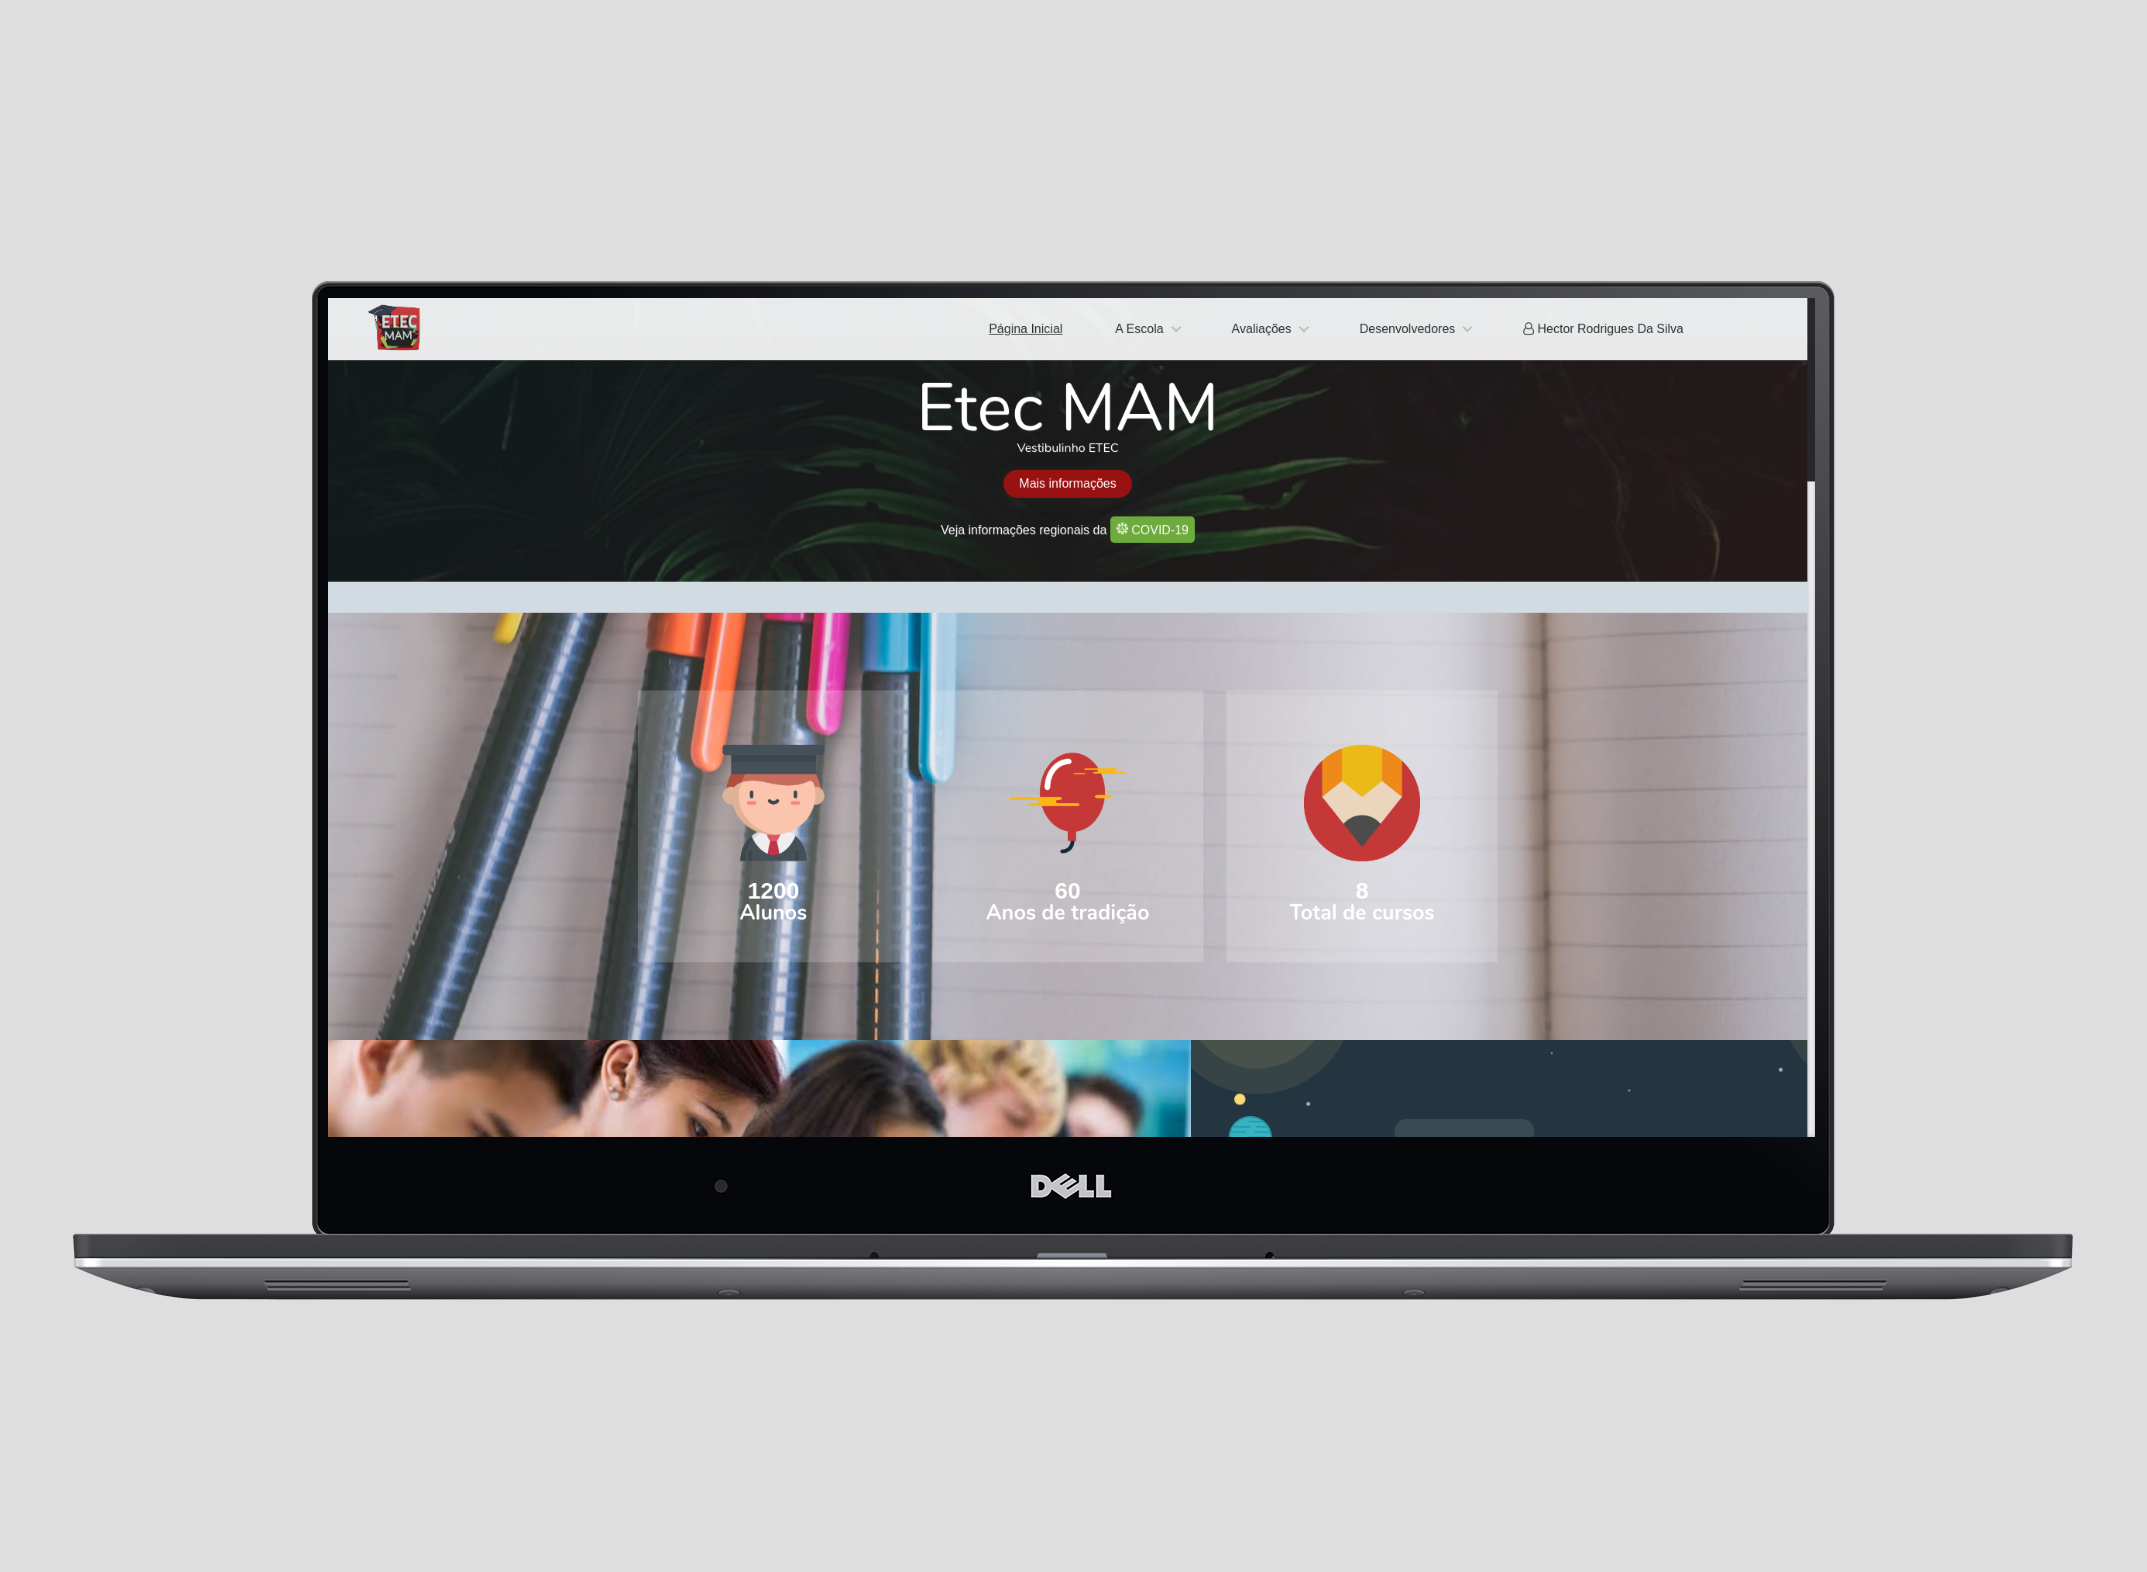 ETEC
MAM
Página Inicial
A Escola
Avaliações
Desenvolvedores
Hector Rodrigues Da Silva
Etec MAM
Vestibulinho ETEC
Mais informações
Veja informações regionais da COVID-19
1200
Alunos
60
Anos de tradição
8
Total de cursos
DELL